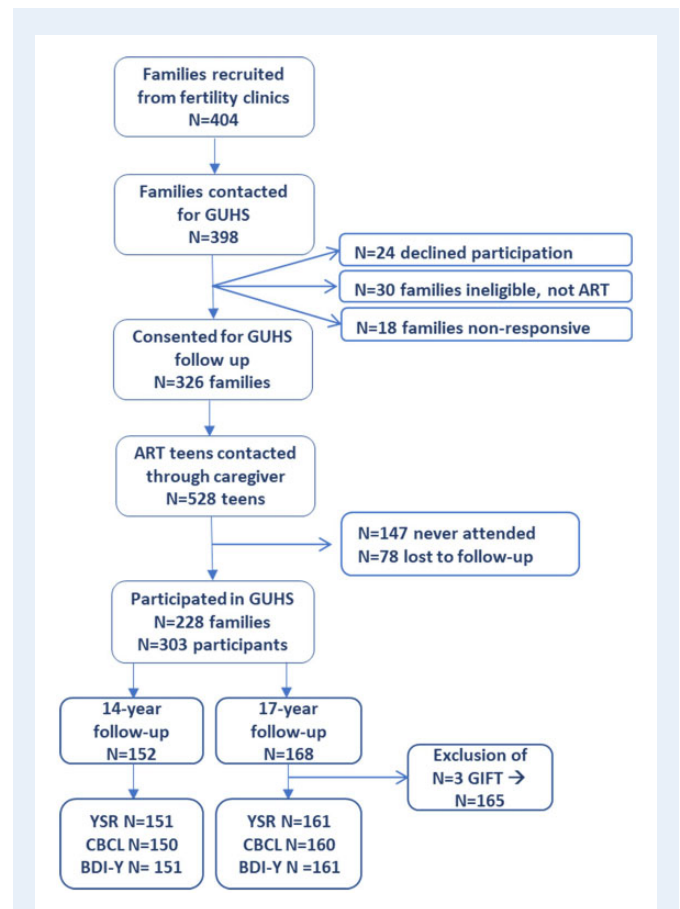 Families recruited
from fertility clinics
N=404
Families contacted
for GUHS
N=398
N=24 declined participation
N=30 families ineligible, not ART
N=18 families non-responsive
Consented for GUHS
follow up
N=326 families
ART teens contacted
through caregiver
N=528 teens
N=147 never attended
N=78 lost to follow-up
Participated in GUHS
N=228 families
N=303 participants
14-year
follow-up
N=152
17-year
follow-up
N=168
Exclusion of
N=3 GIFT →
N=165
YSR N=151
CBCL N=150
BDI-Y N= 151
YSR N=161
CBCL N=160
BDI-Y N =161